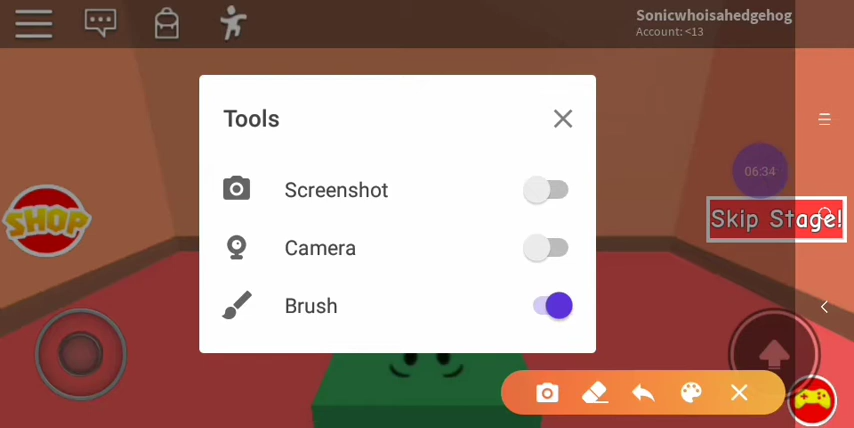 Sonicwhoisahedgehog
Account: <13
Tools
Screenshot
06:34
SHOP
Skip Stage!
Camera
Brush